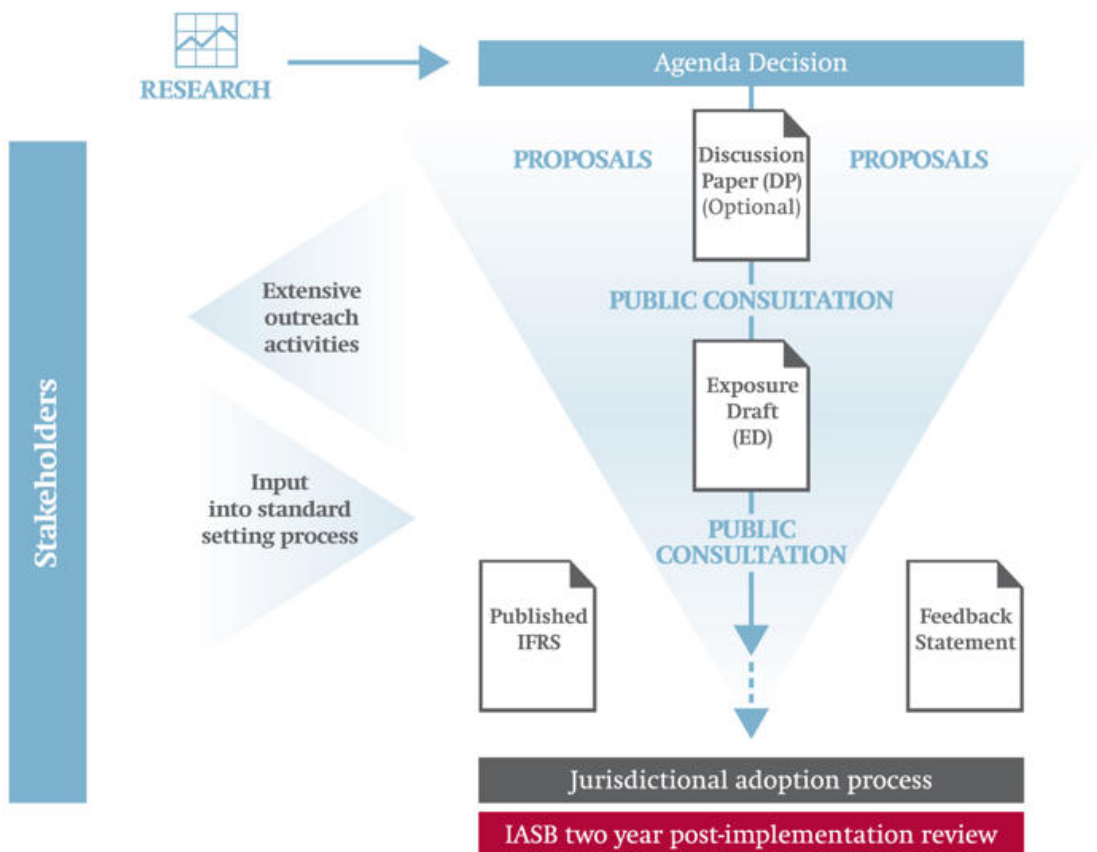 RESEARCH
Agenda Decision
PROPOSALS
Discussion
Paper (DP)
(Optional)
PROPOSALS
PUBLIC CONSULTATION
Stakeholders
Extensive
outreach
activities
Exposure
Draft
(ED)
Input
into standard
setting process
PUBLIC
CONSULTATION
Published
IFRS
Feedback
Statement
Jurisdictional adoption process
IASB two year post-implementation review